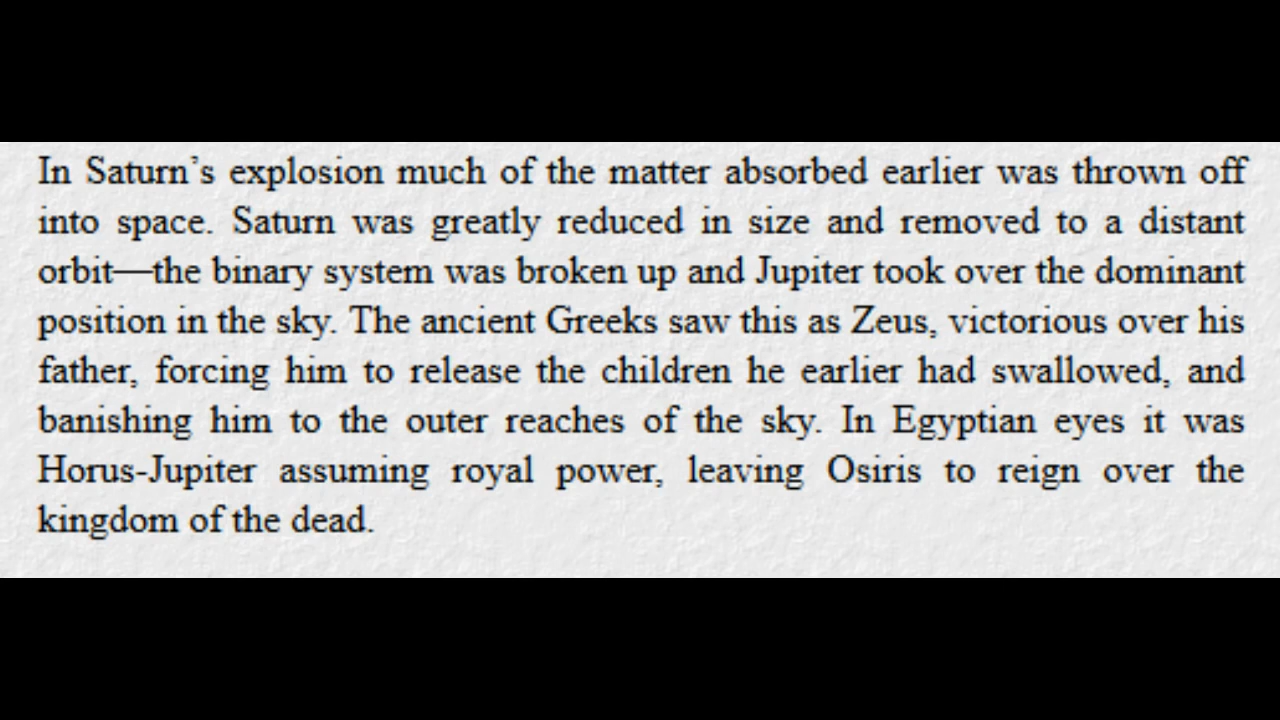 In Saturn’s explosion much of the matter absorbed earlier was thrown off
into space. Saturn was greatly reduced in size and removed to a distant
orbit—the binary system was broken up and Jupiter took over the dominant
position in the sky. The ancient Greeks saw this as Zeus, victorious over his
father, forcing him to release the children he earlier had swallowed, and
banishing him to the outer reaches of the sky. In Egyptian eyes it was
Horus-Jupiter assuming royal power, leaving Osiris to reign over the
kingdom of the dead.